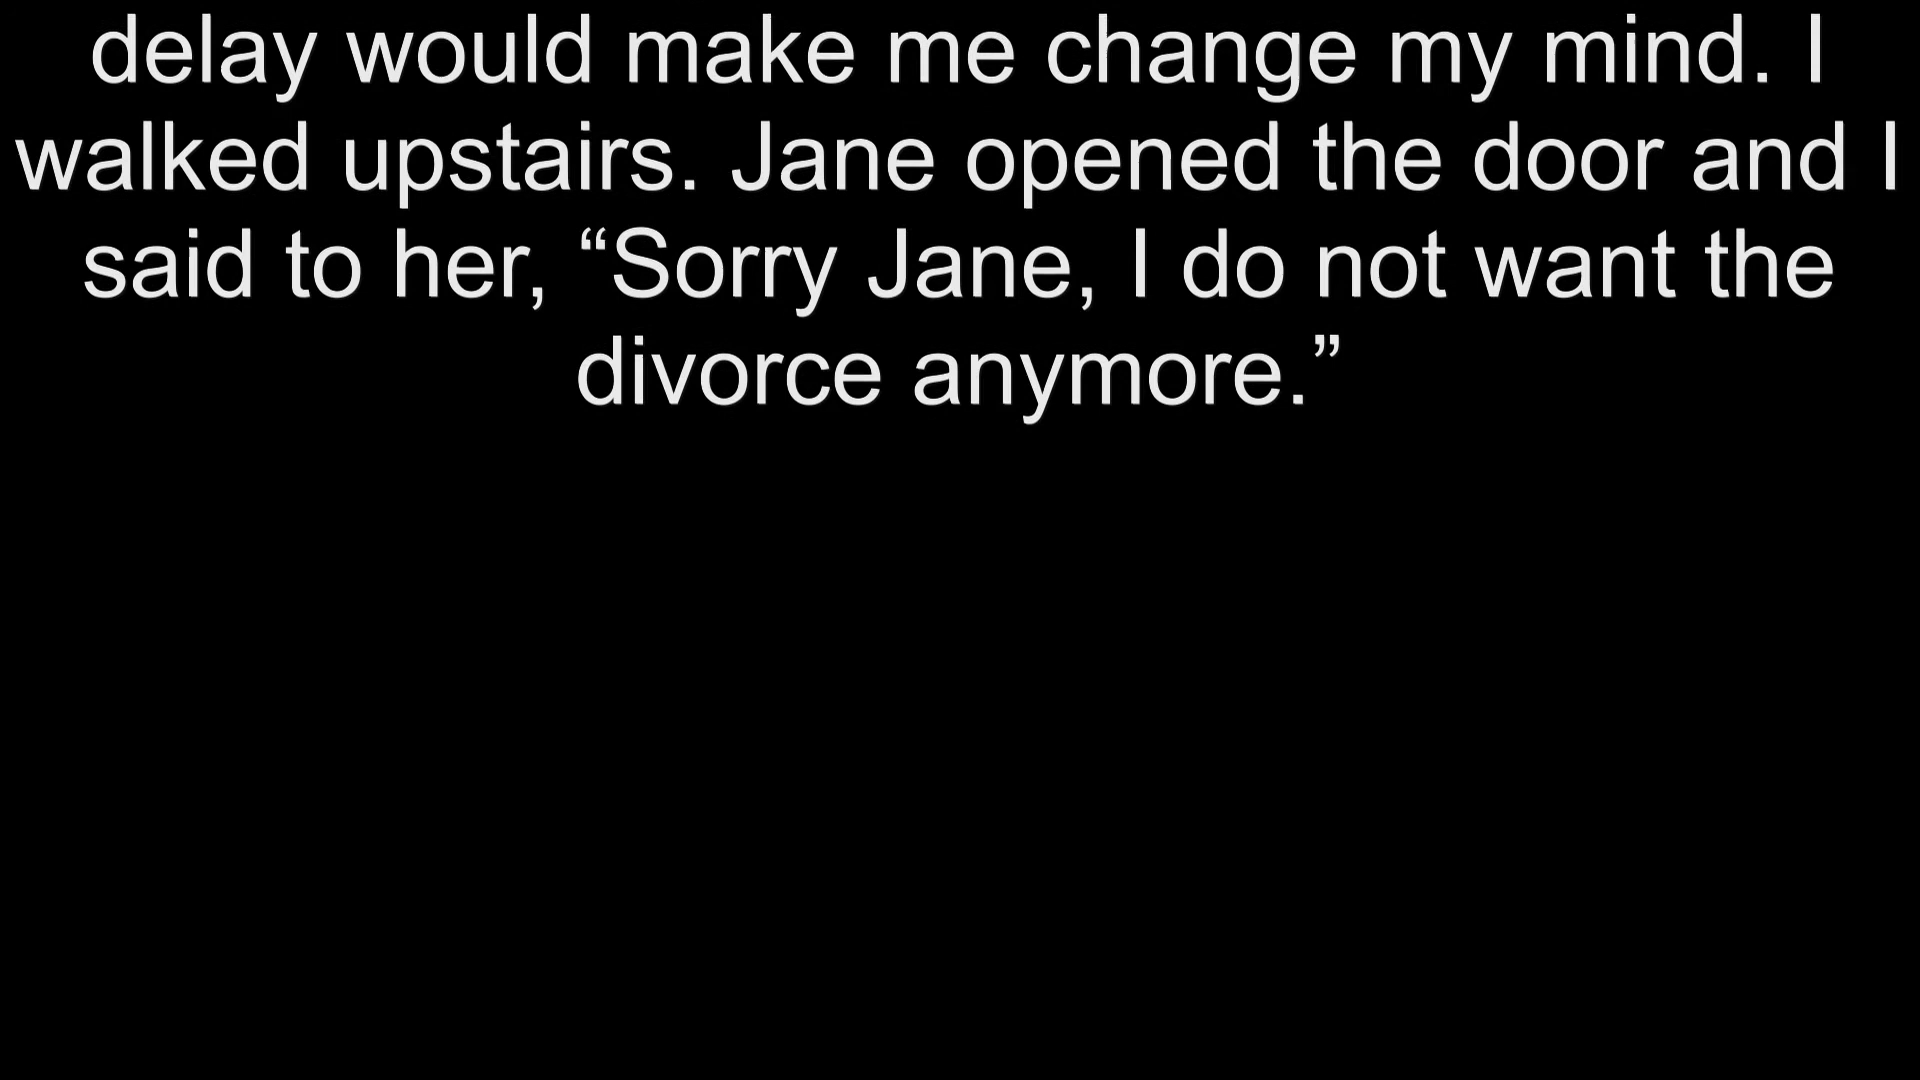 delay would make me change my mind. I
walked upstairs. Jane opened the door and I
said to her, “Sorry Jane, I do not want the
divorce anymore.”